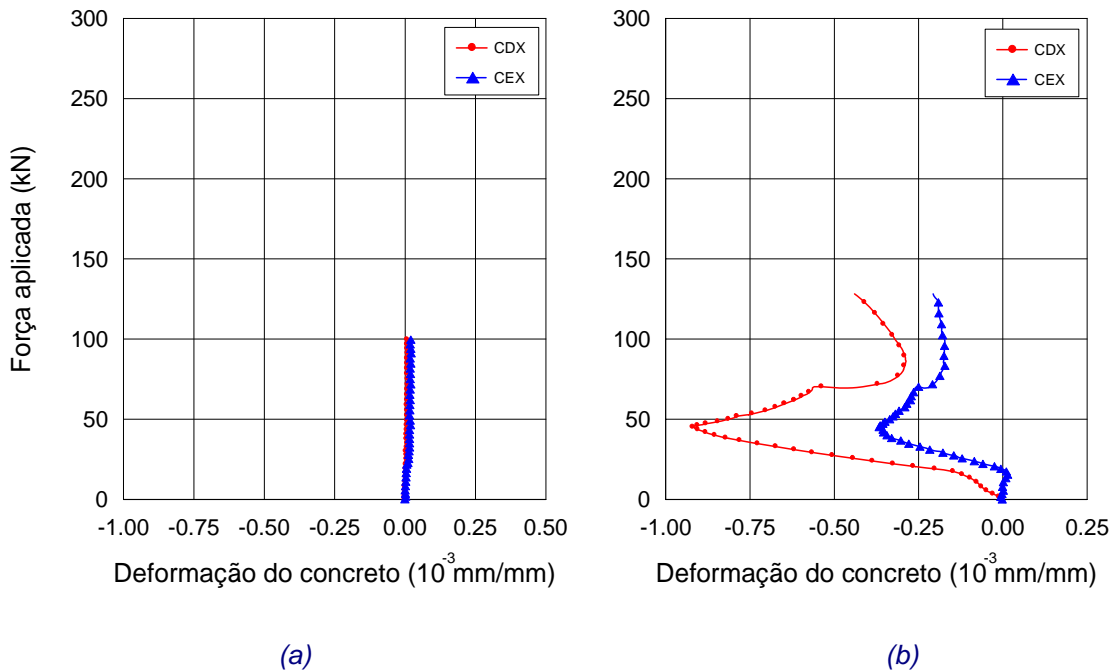 CDX
CEX
300
250
200
150
100
50
0
Força aplicada (kN)
-1.00 -0.75 -0.50 -0.25 0.00 0.25 0.50
Deformação do concreto (10-3mm/mm)
(a)
CDX
CEX
300
250
200
150
100
50
0
-1.00 -0.75 -0.50 -0.25 0.00 0.25
Deformação do concreto (10-3mm/mm)
(b)